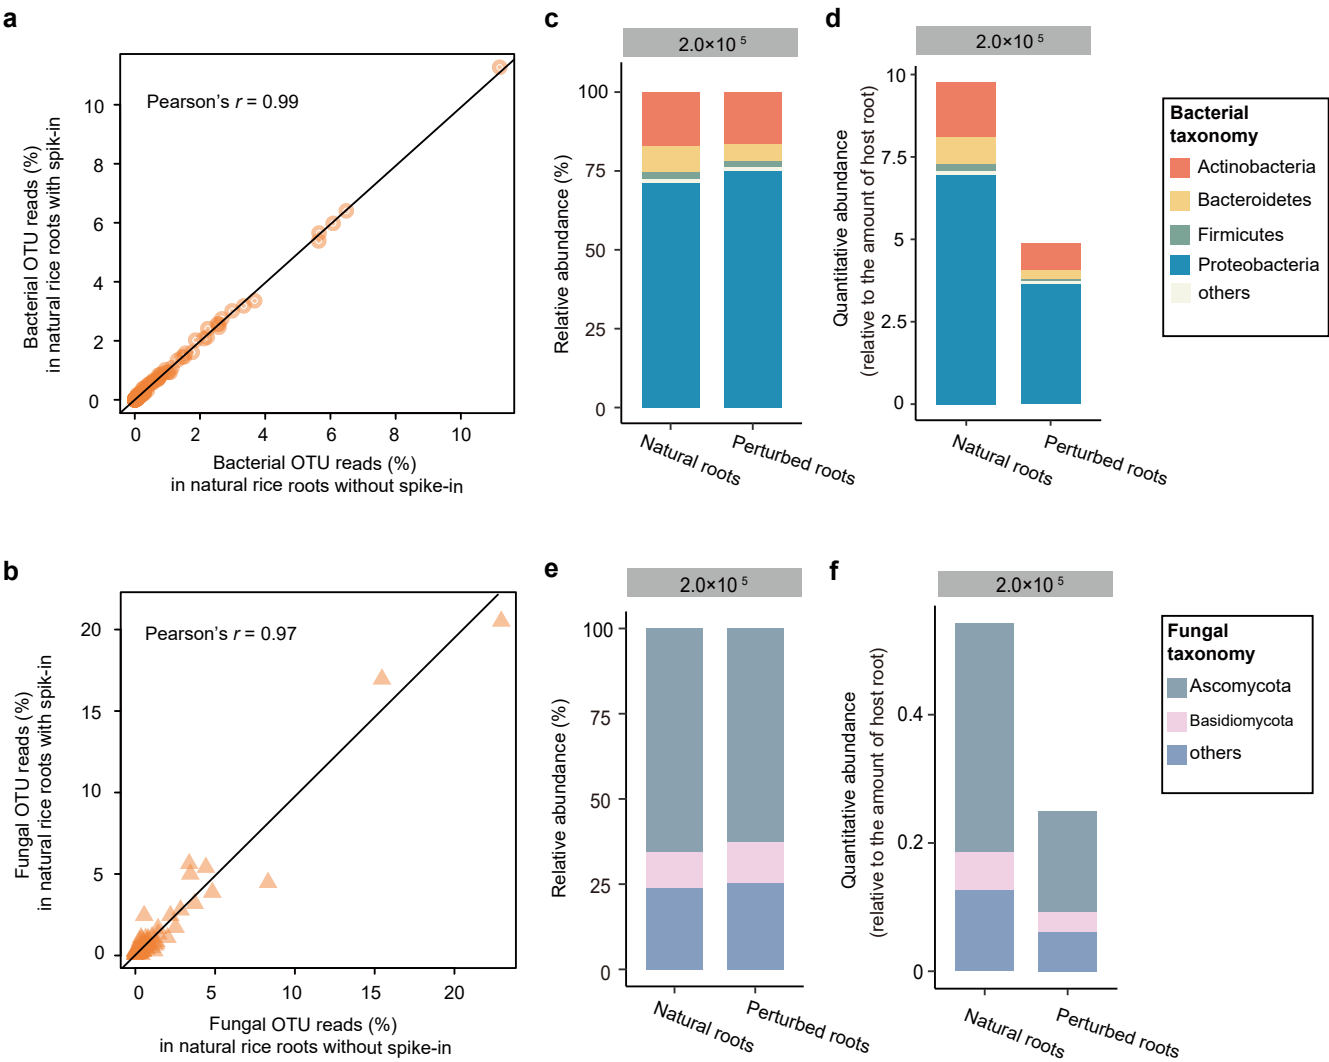 a
Pearson's r = 0.99
10
8
6
4
2
0
0 2 4 6 8 10
Bacterial OTU reads (%)
in natural rice roots with spik-in
Bacterial OTU reads (%)
in natural rice roots without spike-in
c
2.0×10 5
100
75
50
25
0
Relative abundance (%)
Natural roots
Perturbed roots
d
2.0×10 5
10
7.5
5
2.5
0
Quantitative abundance
(relative to the amount of host root)
Natural roots
Perturbed roots
Bacterial
taxonomy
Actinobacteria
Bacteroidetes
Firmicutes
Proteobacteria
others
b
Pearson's r = 0.97
20
15
10
5
0
0 5 10 15 20
Fungal OTU reads (%)
in natural rice roots with spik-in
Fungal OTU reads (%)
in natural rice roots without spike-in
e
2.0×10 5
100
75
50
25
0
Relative abundance (%)
Natural roots
Perturbed roots
f
2.0×10 5
0.4
0.2
0
Quantitative abundance
(relative to the amount of host root)
Natural roots
Perturbed roots
Fungal
taxonomy
Ascomycota
Basidiomycota
others